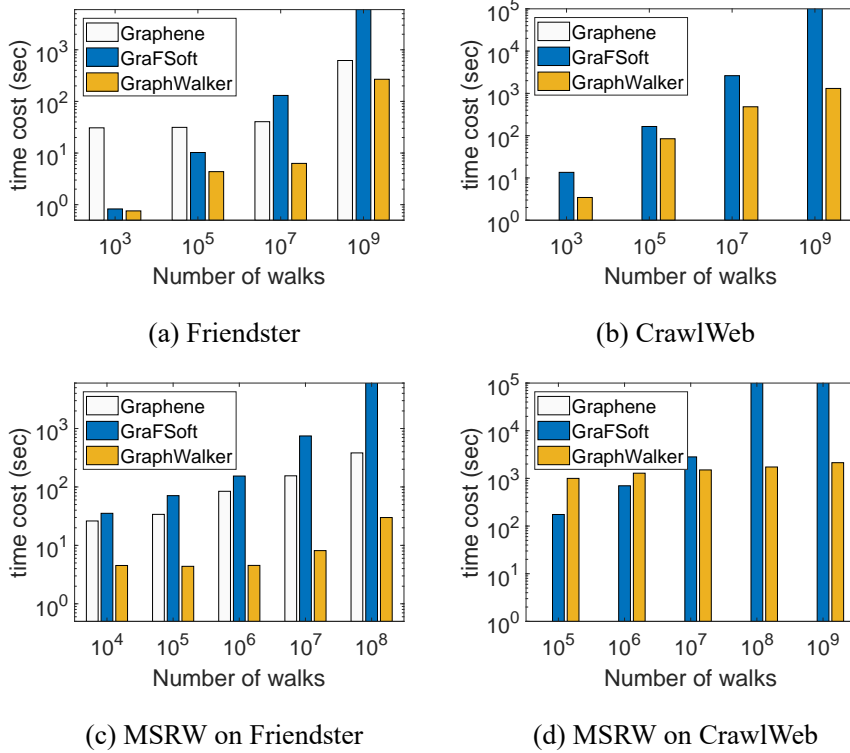 Graphene
GraFSoft
GraphWalker
time cost (sec)
10^3
10^2
10^1
10^0
10^3 10^5 10^7 10^9
Number of walks
(a) Friendster
Graphene
GraFSoft
GraphWalker
time cost (sec)
10^5
10^4
10^3
10^2
10^1
10^0
10^3 10^5 10^7 10^9
Number of walks
(b) CrawlWeb
Graphene
GraFSoft
GraphWalker
time cost (sec)
10^3
10^2
10^1
10^0
10^4 10^5 10^6 10^7 10^8
Number of walks
(c) MSRW on Friendster
Graphene
GraFSoft
GraphWalker
time cost (sec)
10^5
10^4
10^3
10^2
10^1
10^0
10^5 10^6 10^7 10^8 10^9
Number of walks
(d) MSRW on CrawlWeb